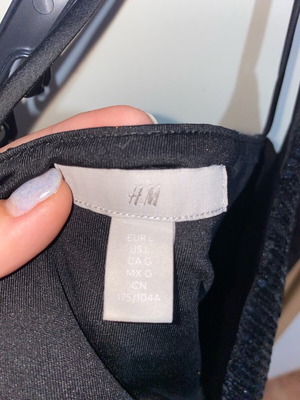 H&M
EUR L
US L
CA G
MX G
CN
175/104A